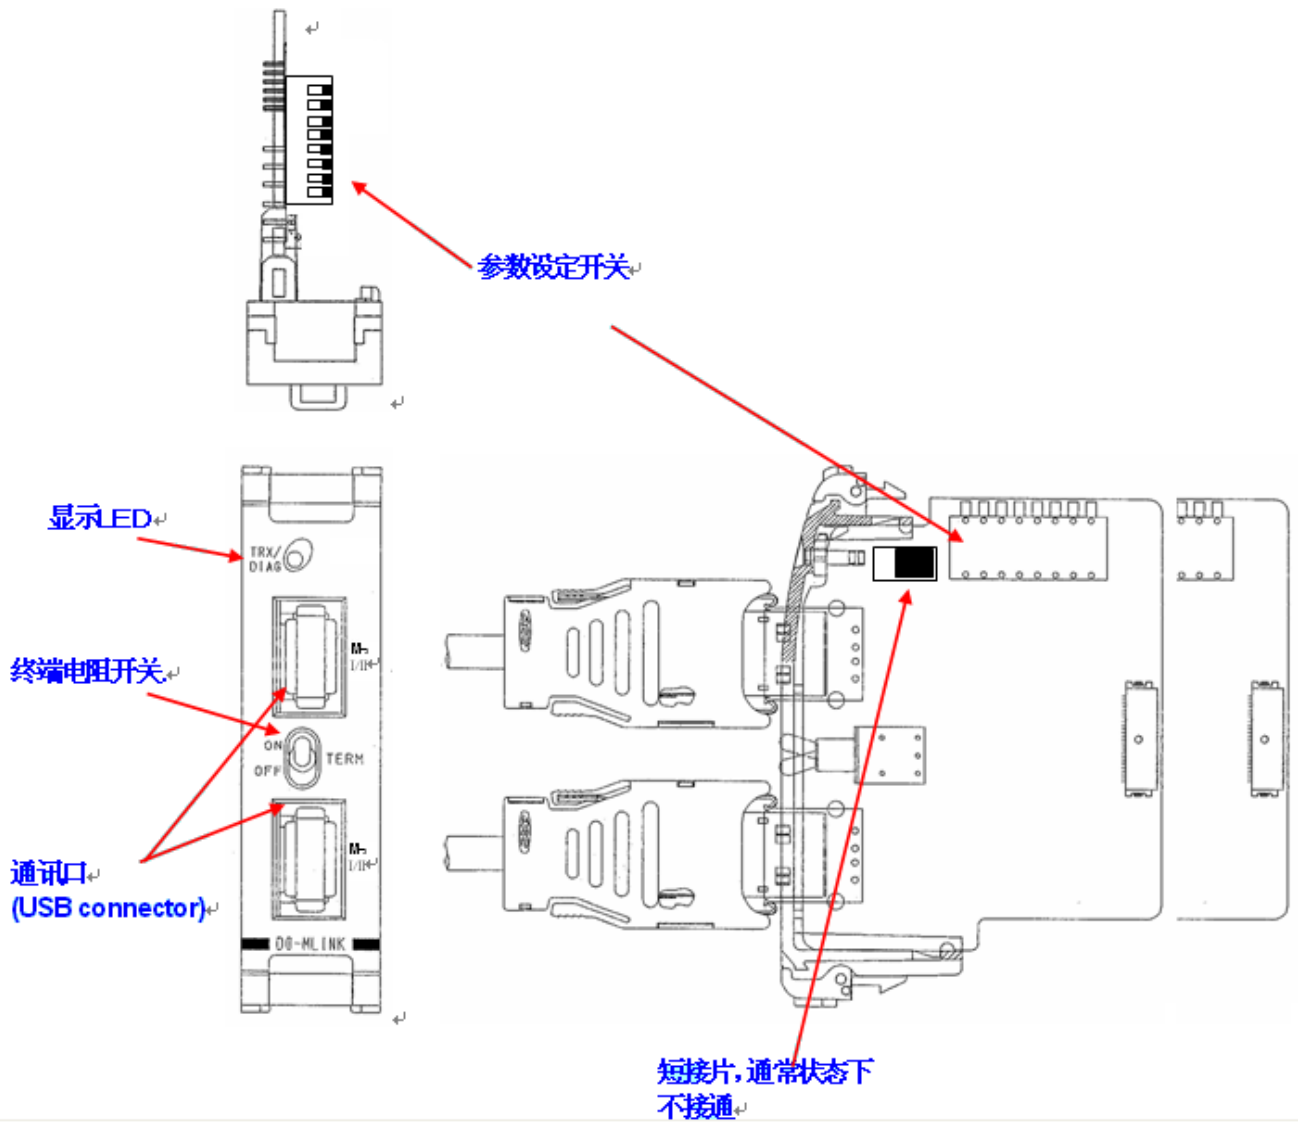 参数设定开关
显示LED
TRX/
DIAG
终端电阻开关.
ON
TERM
OFF
通讯口
(USB connector)
DG-MLINK
短接片,通常状态下
不接通